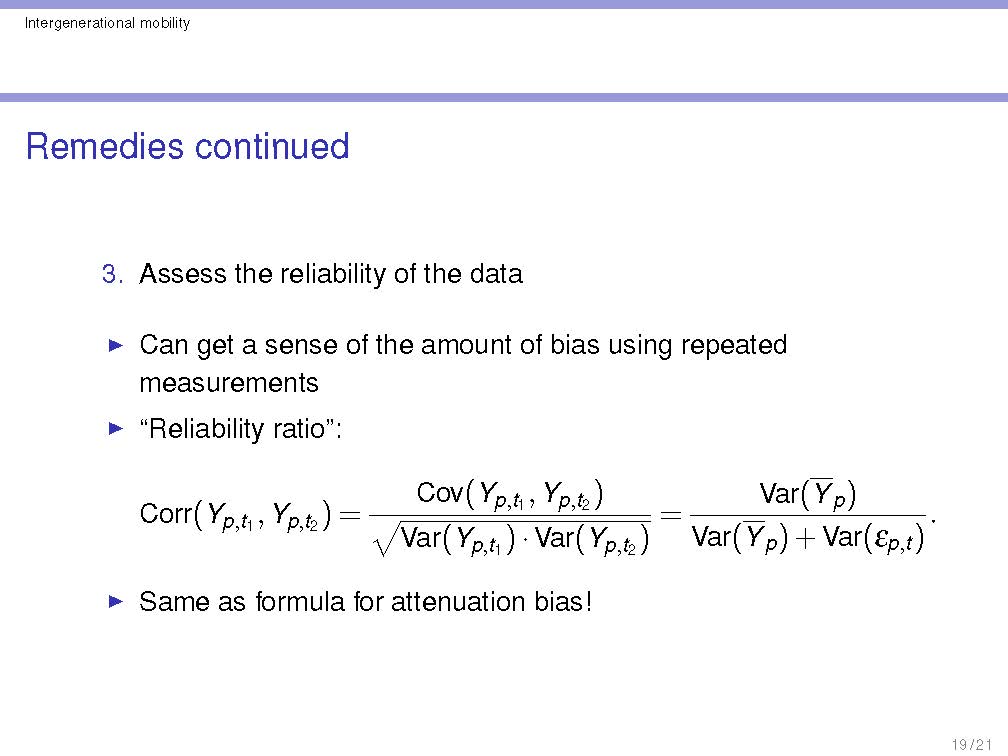 Intergenerational mobility
Remedies continued
3. Assess the reliability of the data
▶ Can get a sense of the amount of bias using repeated
measurements
▶ “Reliability ratio”:
$\text{Corr}(Y_{p,t_1}, Y_{p,t_2}) = \frac{\text{Cov}(Y_{p,t_1}, Y_{p,t_2})}{\sqrt{\text{Var}(Y_{p,t_1}) \cdot \text{Var}(Y_{p,t_2})}} = \frac{\text{Var}(\overline{Y}_p)}{\text{Var}(\overline{Y}_p) + \text{Var}(\varepsilon_{p,t})}.$
▶ Same as formula for attenuation bias!
19/21